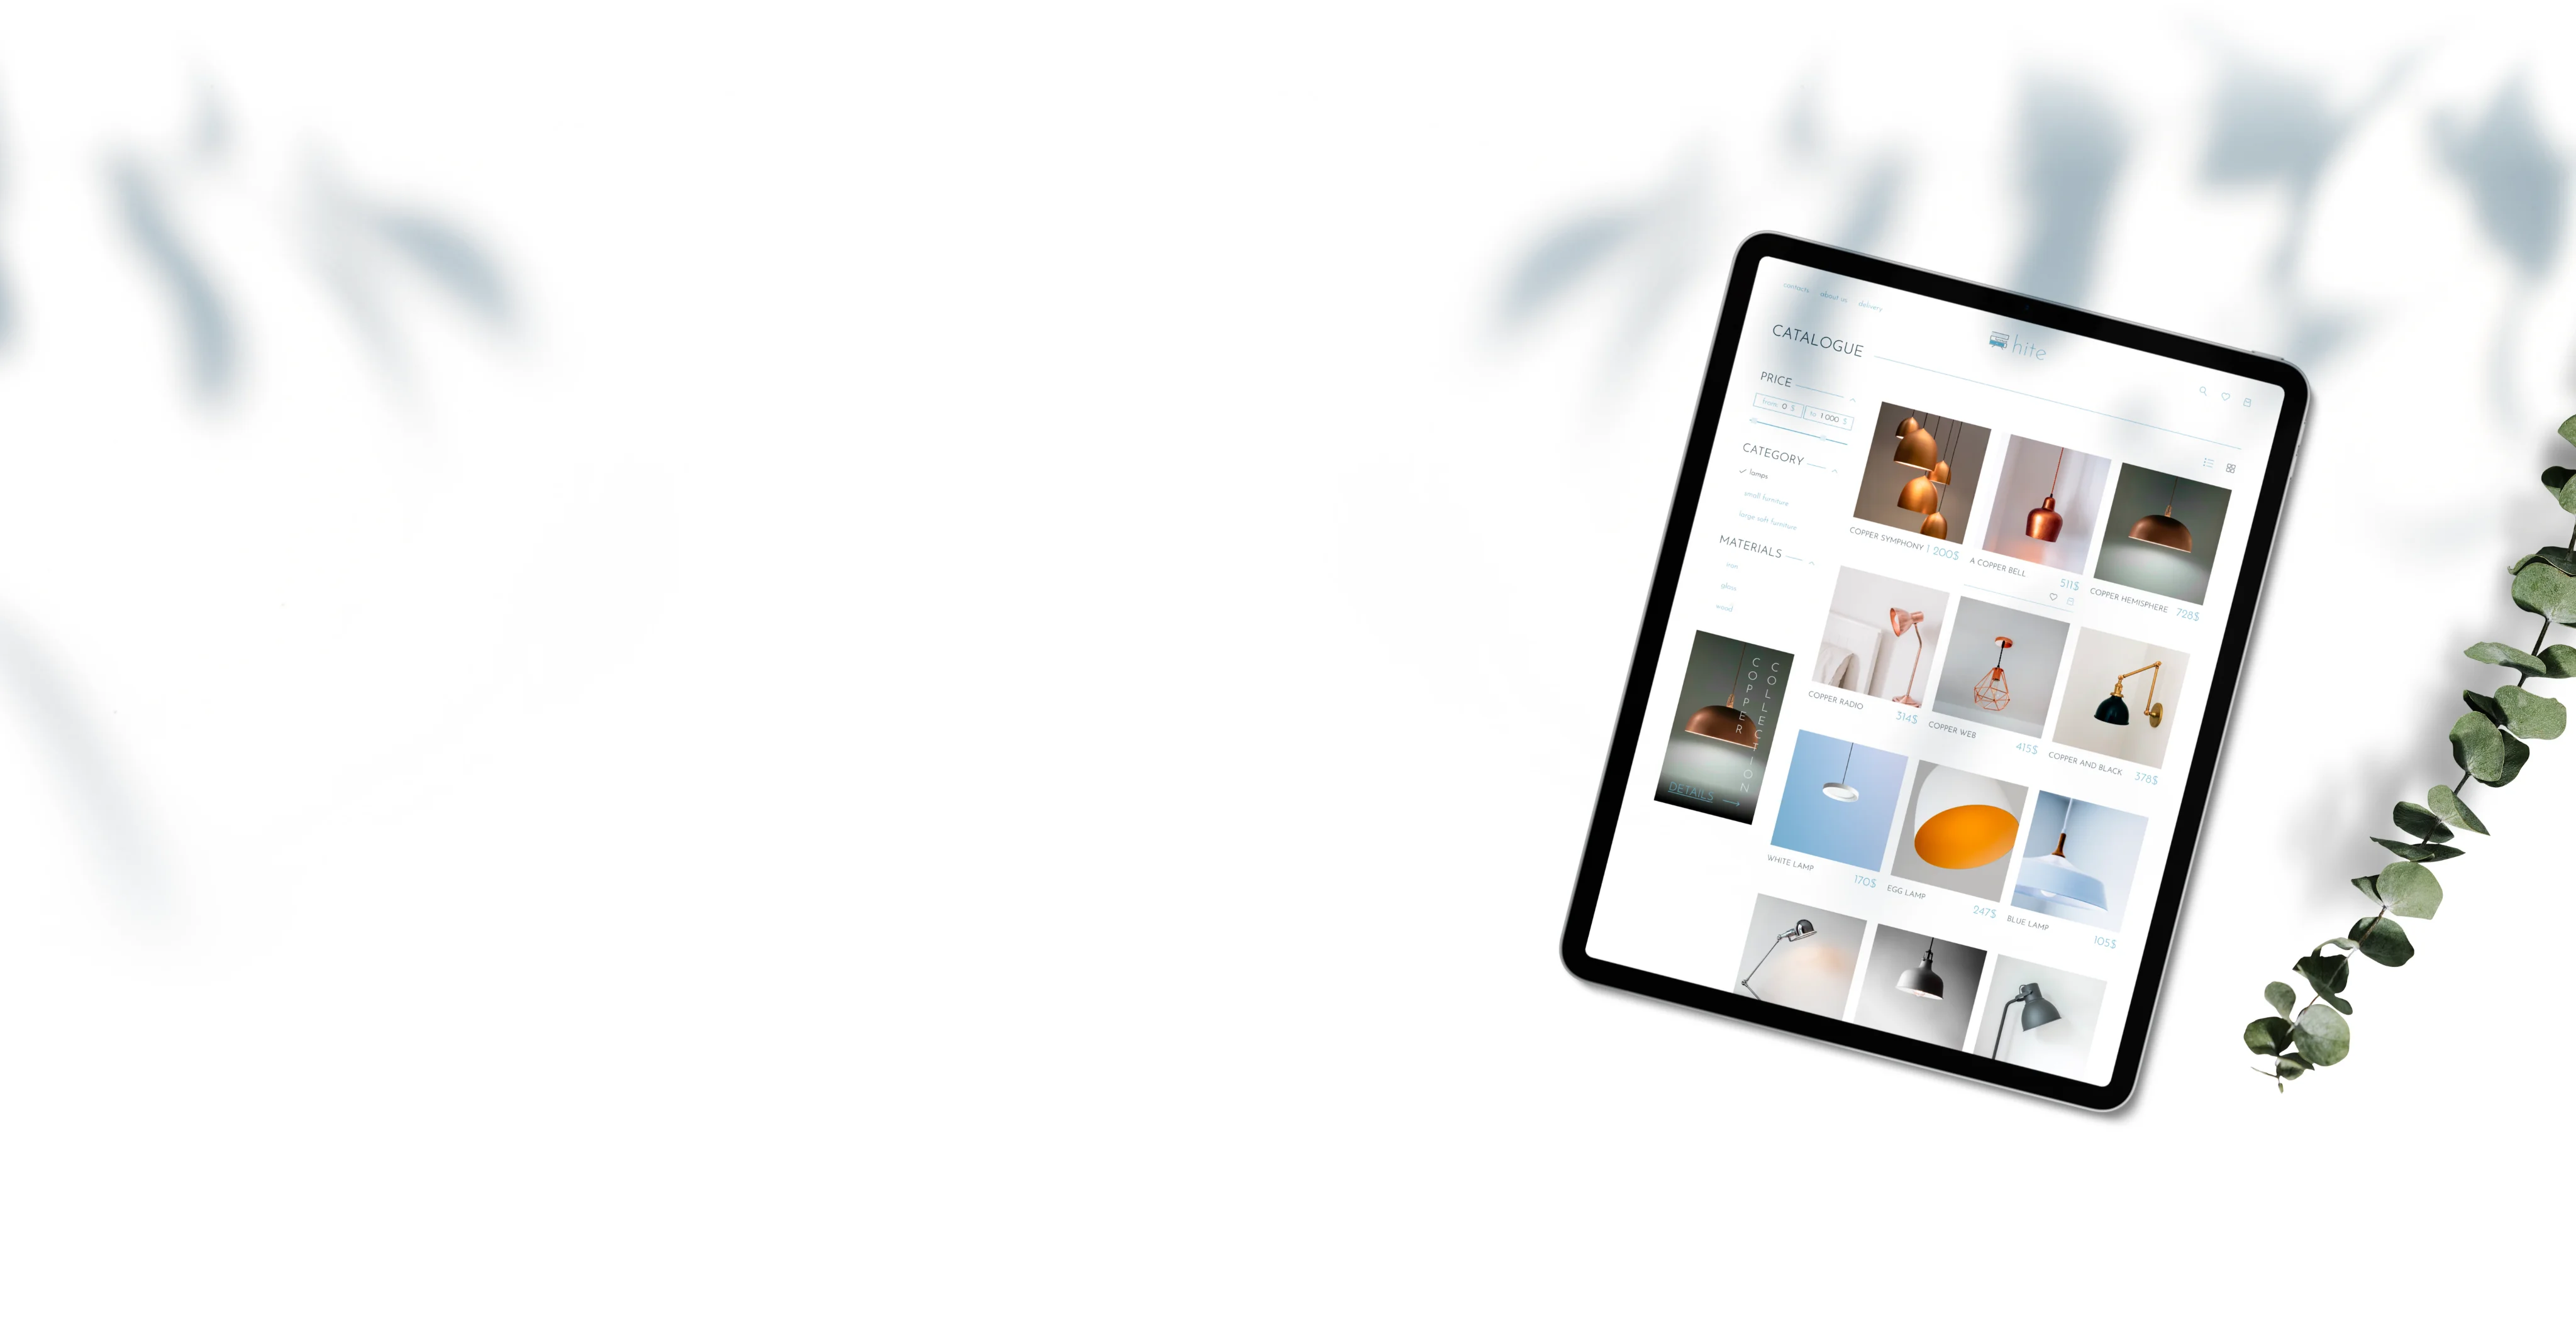 contacts about us delivery
hite
CATALOGUE
PRICE
from 0 $ to 1 000 $
CATEGORY
lamps
small furniture
large soft furniture
MATERIALS
iron
glass
wood
COPPER
COLLECTION
DETAILS
COPPER SYMPHONY 1 200$
A COPPER BELL 511$
COPPER HEMISPHERE 728$
COPPER RADIO 314$
COPPER WEB 415$
COPPER AND BLACK 378$
WHITE LAMP 170$
EGG LAMP 247$
BLUE LAMP 105$